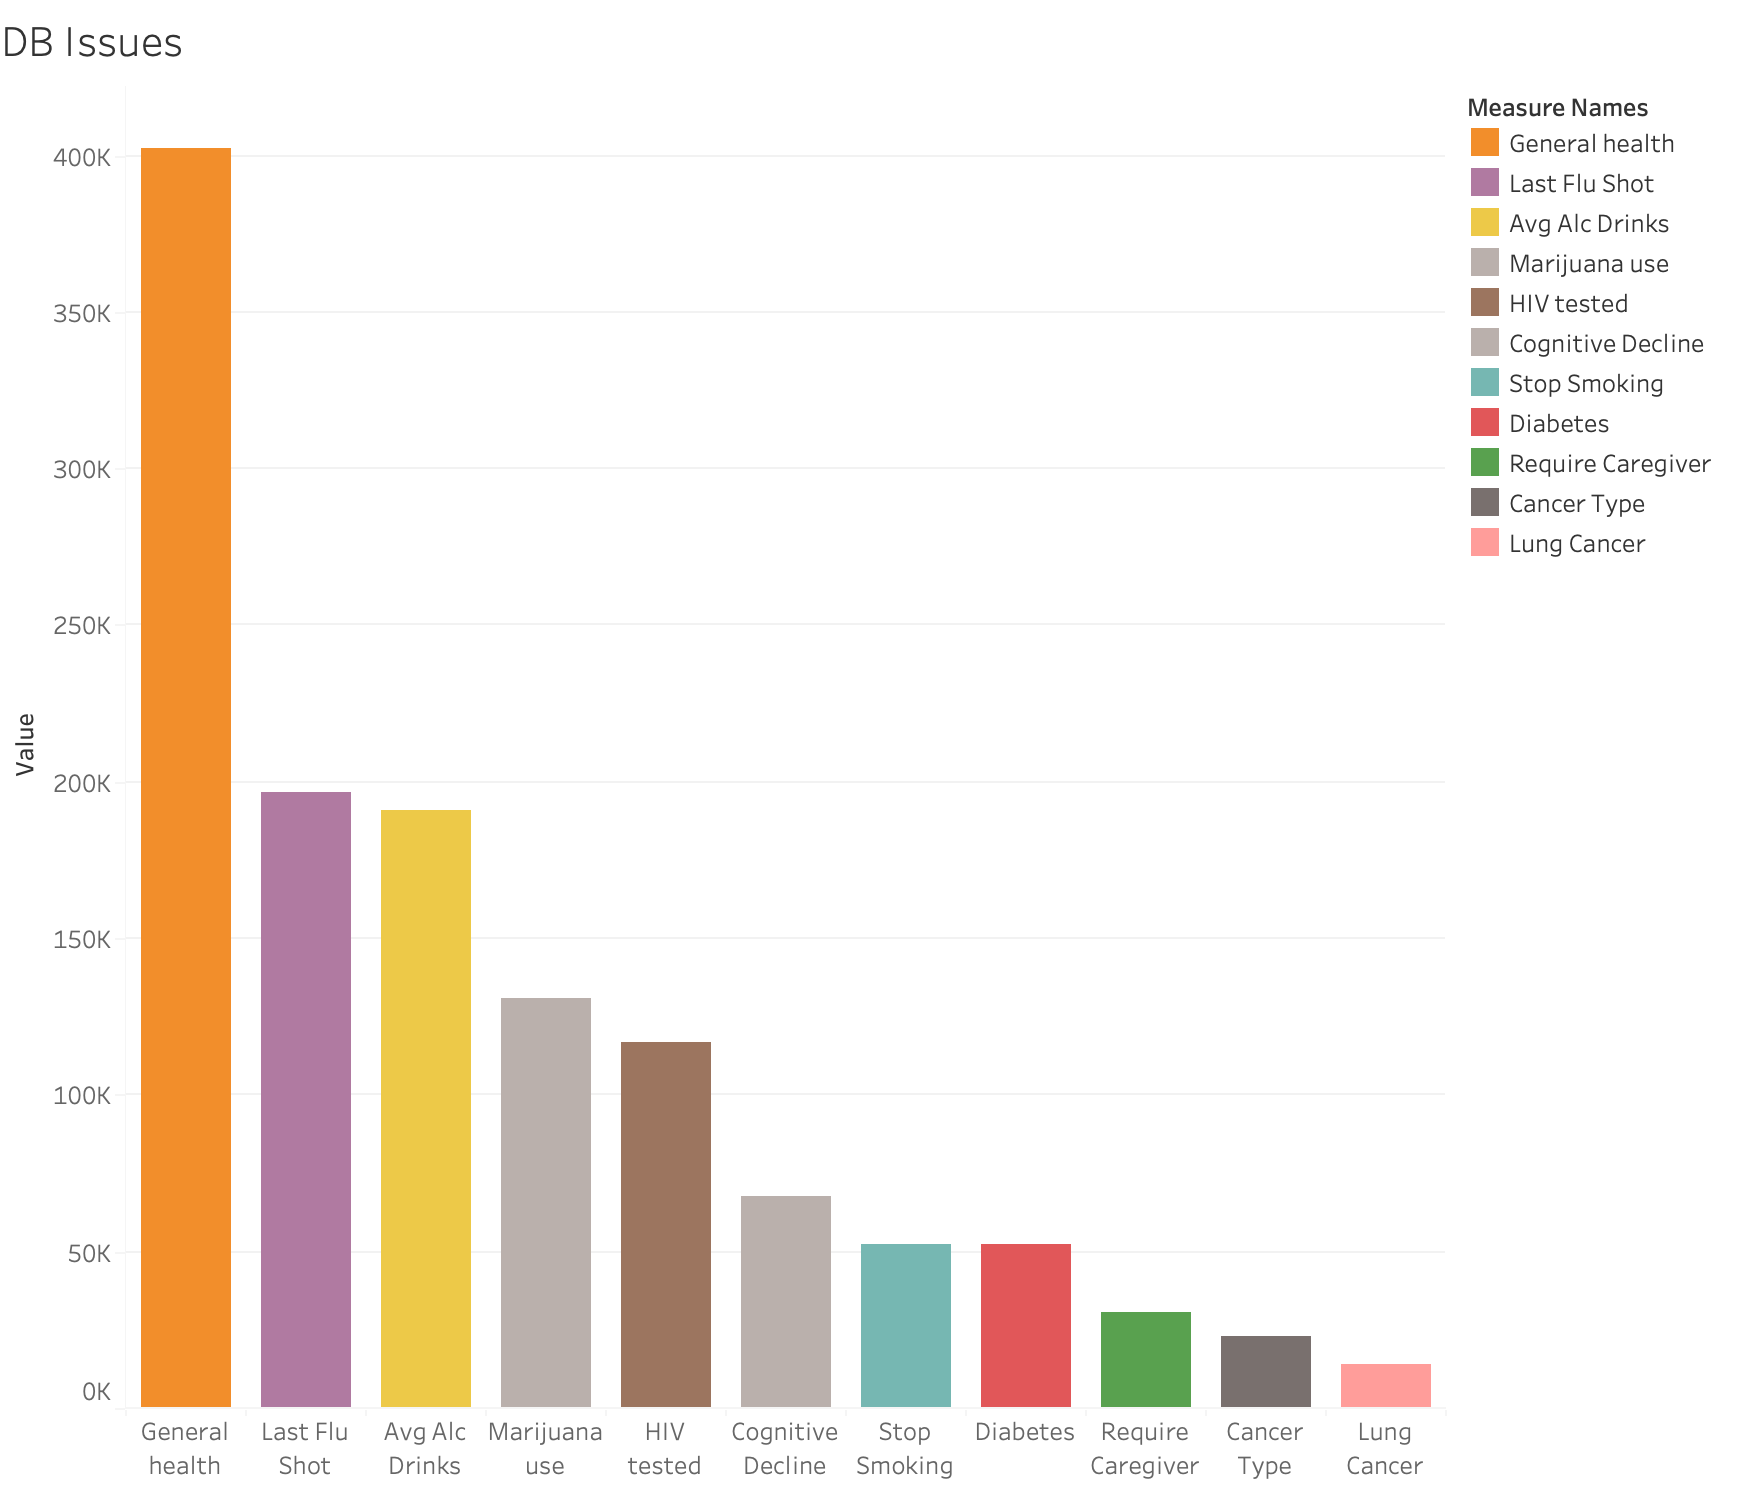 DB Issues
Value
400K
350K
300K
250K
200K
150K
100K
50K
0K
General
health
Last Flu
Shot
Avg Alc
Drinks
Marijuana
use
HIV
tested
Cognitive
Decline
Stop
Smoking
Diabetes
Require
Caregiver
Cancer
Type
Lung
Cancer
Measure Names
General health
Last Flu Shot
Avg Alc Drinks
Marijuana use
HIV tested
Cognitive Decline
Stop Smoking
Diabetes
Require Caregiver
Cancer Type
Lung Cancer